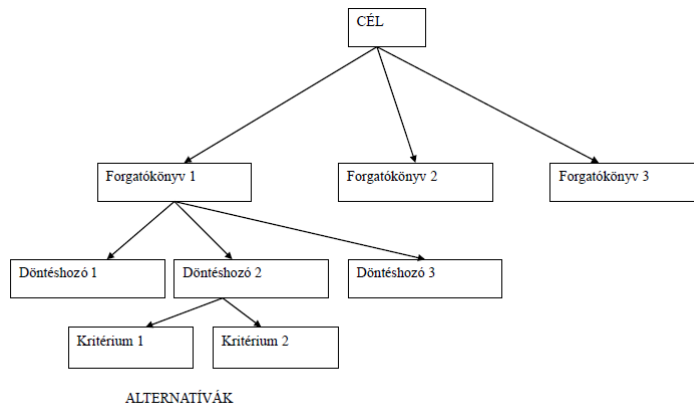 CÉL
Forgatókönyv 1
Forgatókönyv 2
Forgatókönyv 3
Döntéshozó 1
Döntéshozó 2
Döntéshozó 3
Kritérium 1
Kritérium 2
ALTERNATÍVÁK